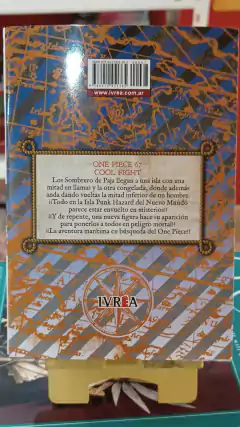 www.ivrea.com.ar
ONE PIECE 67
COOL FIGHT
Los Sombrero de Paja llegan a una isla con una
mitad en llamas y la otra congelada, donde además
anda dando vueltas la mitad inferior de un hombre.
¡Todo en la Isla Punk Hazard del Nuevo Mundo
parece estar envuelto en misterios!!
¡Y de repente, una nueva figura hace su aparición
para ponerlos a todos en peligro mortal!!
¡La aventura marítima en búsqueda del One Piece!!
IVREA